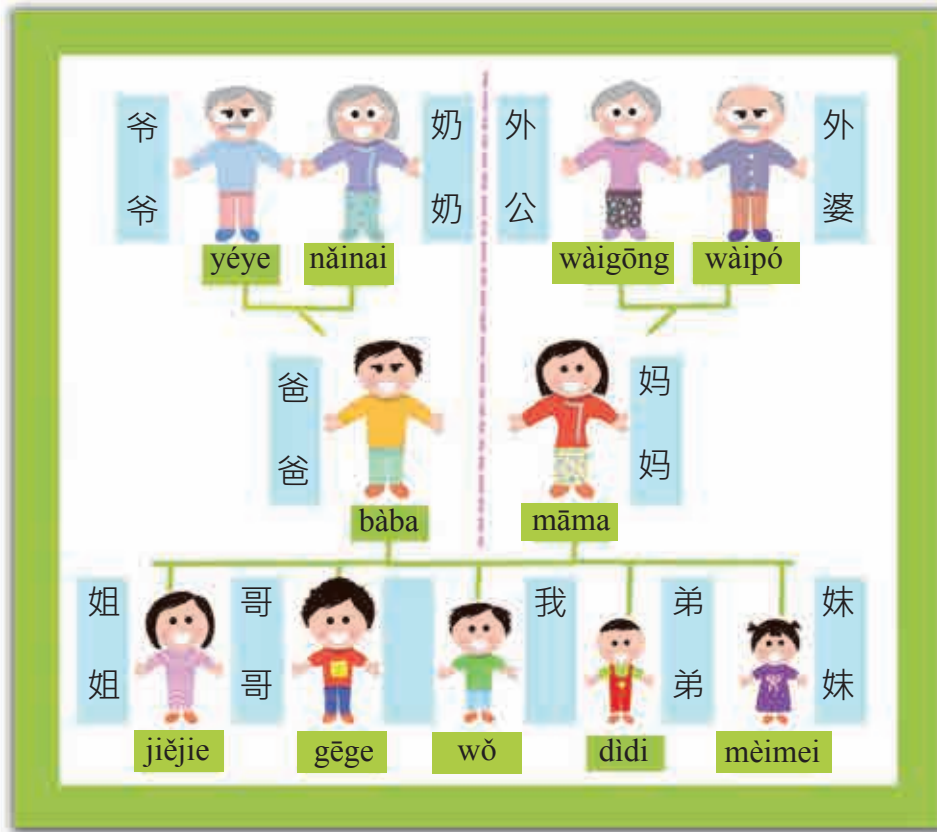 爷爷
奶奶
外公
外婆
yéye
nǎinai
wàigōng
wàipó
爸爸
妈妈
bàba
māma
姐姐
哥哥
我
弟弟
妹妹
jiějie
gēge
wǒ
dìdi
mèimei